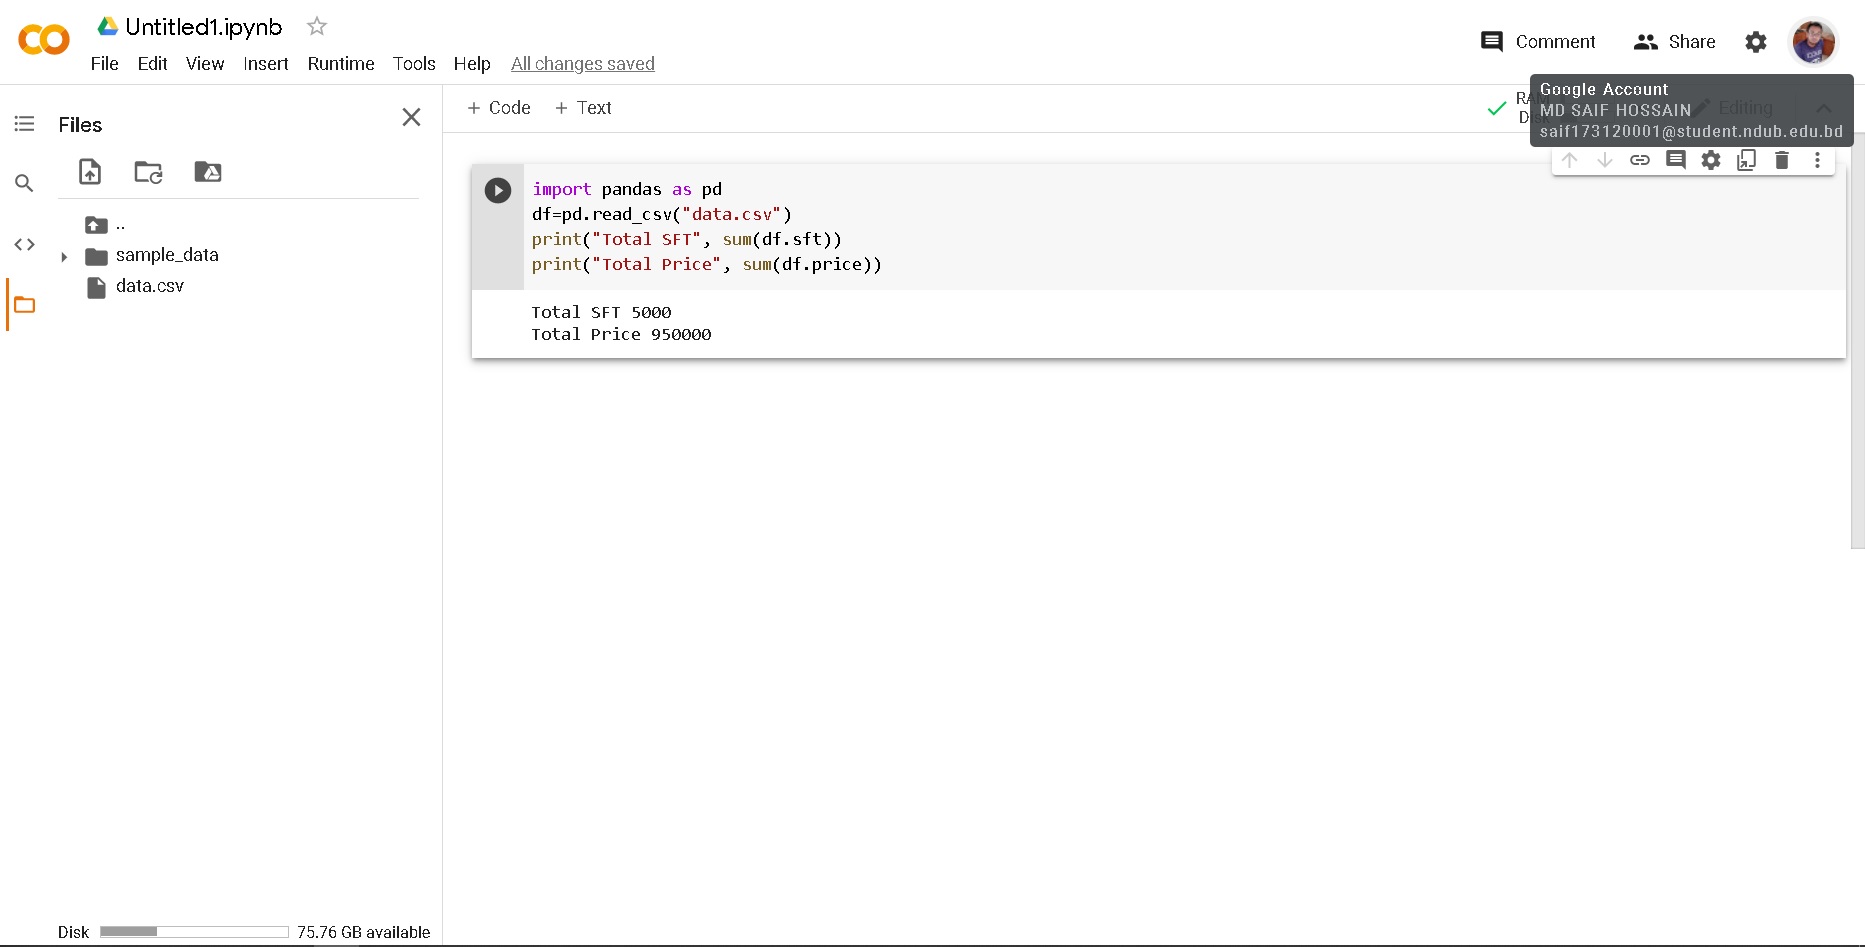 Untitled1.ipynb
File Edit View Insert Runtime Tools Help All changes saved
Comment Share
Google Account
MD SAIF HOSSAIN
saif173120001@student.ndub.edu.bd
Files
+ Code + Text
RAM
Disk
Editing
..
sample_data
data.csv
import pandas as pd
df=pd.read_csv("data.csv")
print("Total SFT", sum(df.sft))
print("Total Price", sum(df.price))
Total SFT 5000
Total Price 950000
Disk 75.76 GB available